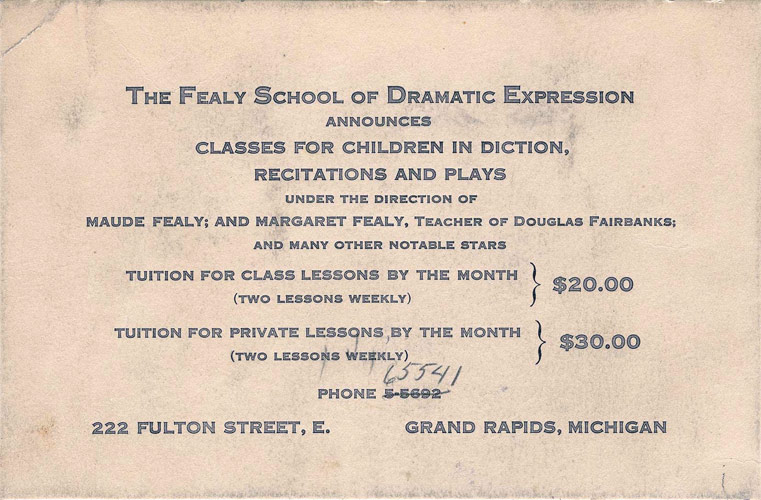 THE FEALY SCHOOL OF DRAMATIC EXPRESSION
ANNOUNCES
CLASSES FOR CHILDREN IN DICTION,
RECITATIONS AND PLAYS
UNDER THE DIRECTION OF
MAUDE FEALY; AND MARGARET FEALY, TEACHER OF DOUGLAS FAIRBANKS;
AND MANY OTHER NOTABLE STARS
TUITION FOR CLASS LESSONS BY THE MONTH } $20.00
(TWO LESSONS WEEKLY)
TUITION FOR PRIVATE LESSONS BY THE MONTH } $30.00
(TWO LESSONS WEEKLY)
65541
PHONE 5-5692
222 FULTON STREET, E. GRAND RAPIDS, MICHIGAN